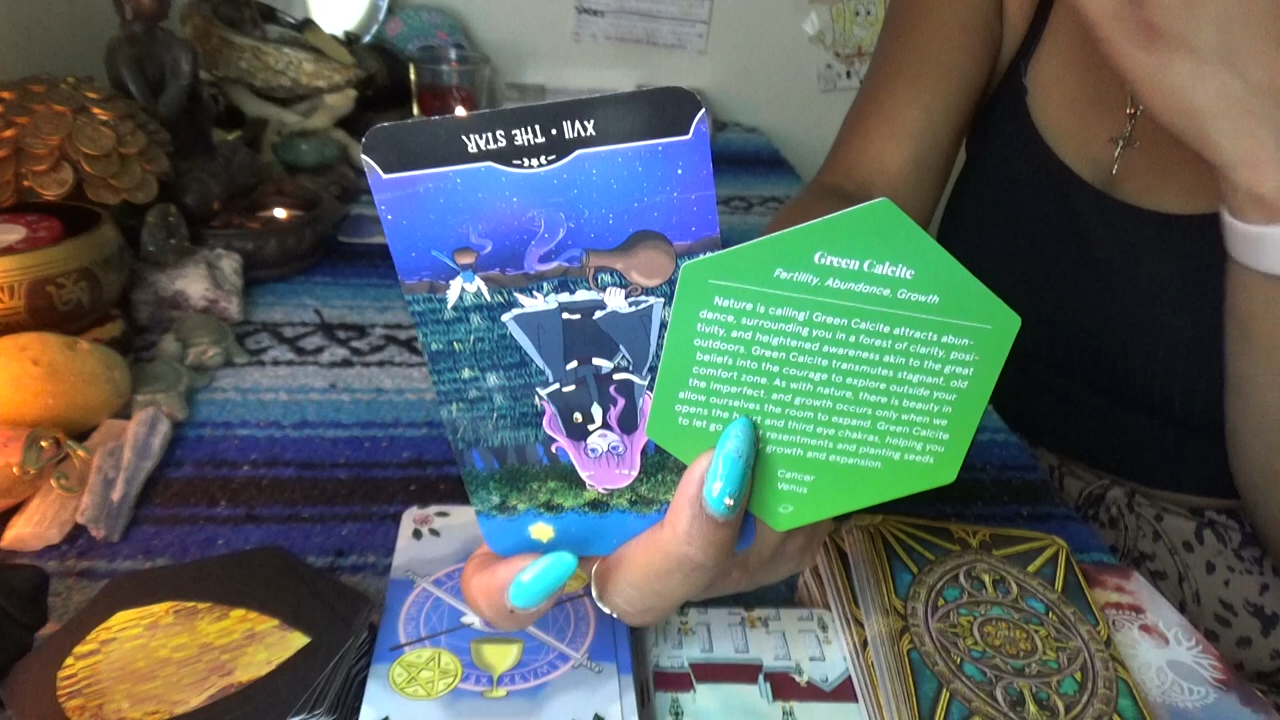 XVII • THE STAR
Green Calcite
Fertility, Abundance, Growth
Nature is calling! Green Calcite attracts abun-
dance, surrounding you in a forest of clarity, posi-
tivity, and heightened awareness akin to the great
outdoors. Green Calcite transmutes stagnant, old
beliefs into the courage to explore outside your
comfort zone. As with nature, there is beauty in
the imperfect, and growth occurs only when we
allow ourselves the room to expand. Green Calcite
opens the and third eye chakras, helping you
to let go resentments and planting seeds
growth and expansion.
Cancer
Venus